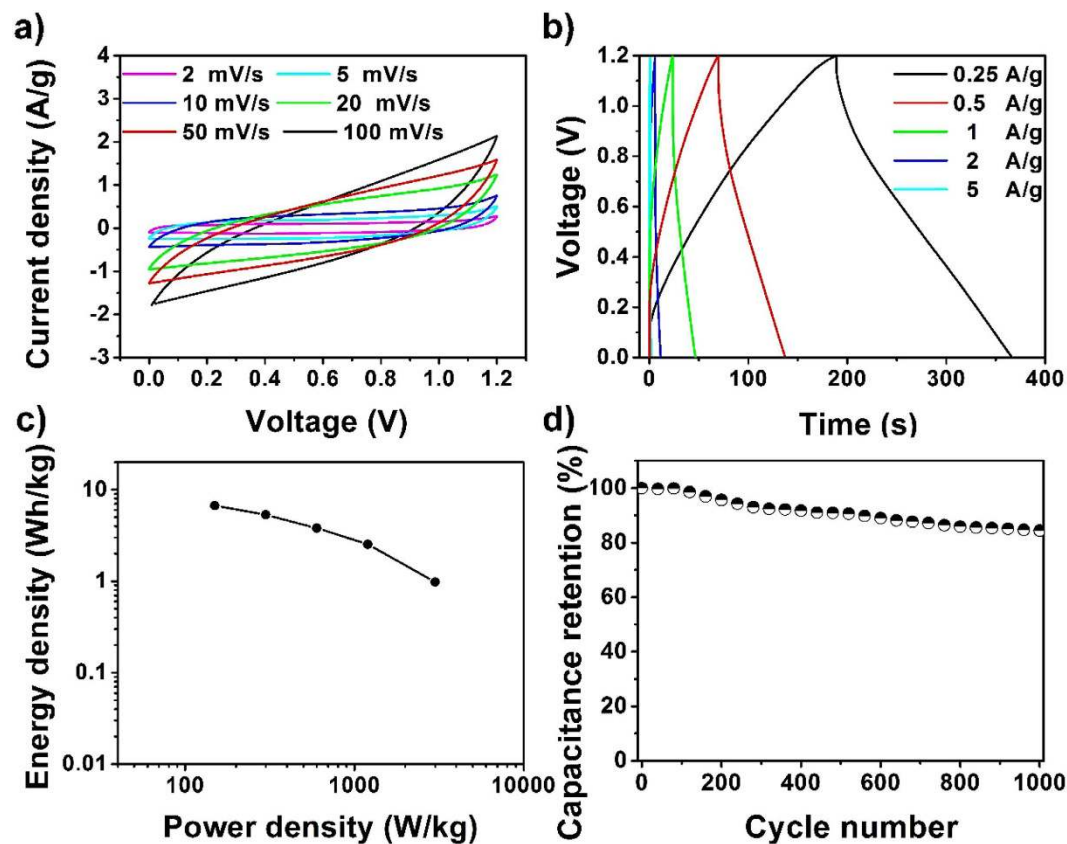 a)
4
3
2
1
0
-1
-2
-3
2 mV/s 5 mV/s
10 mV/s 20 mV/s
50 mV/s 100 mV/s
Current density (A/g)
0.0 0.2 0.4 0.6 0.8 1.0 1.2
Voltage (V)
b)
1.2
1.0
0.8
0.6
0.4
0.2
0.0
0.25 A/g
0.5 A/g
1 A/g
2 A/g
5 A/g
Voltage (V)
0 100 200 300 400
Time (s)
c)
10
1
0.1
0.01
Energy density (Wh/kg)
100 1000 10000
Power density (W/kg)
d)
100
80
60
40
20
0
Capacitance retention (%)
0 200 400 600 800 1000
Cycle number